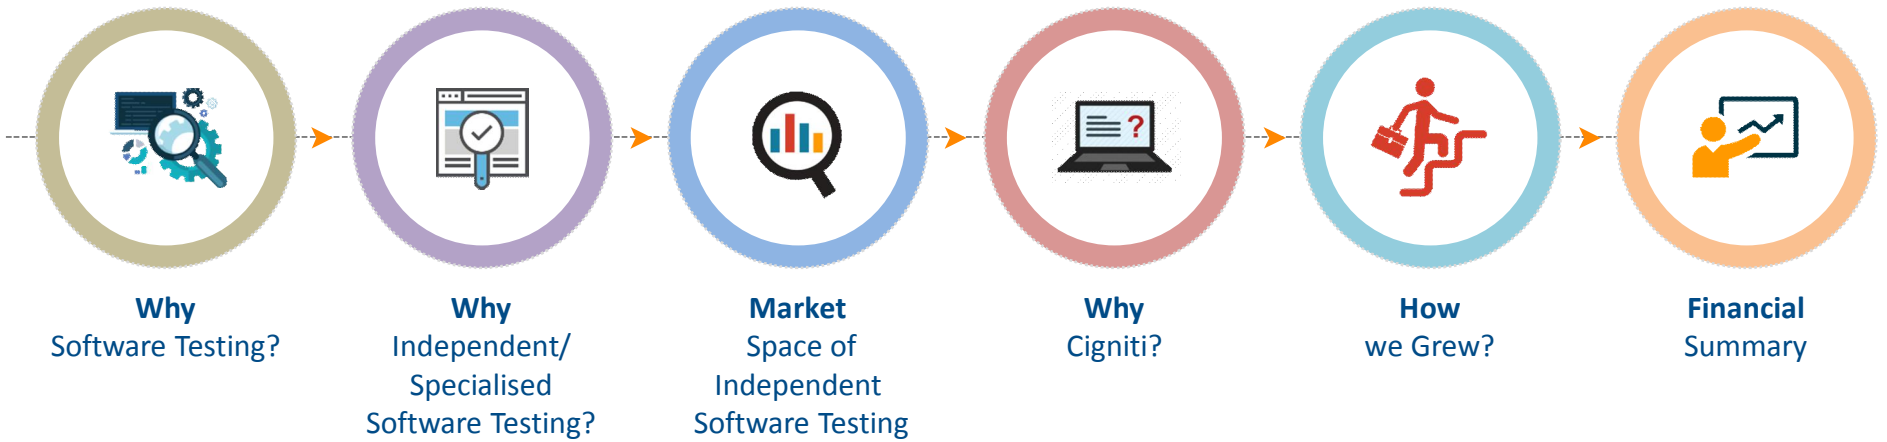 Why
Software Testing?
Why
Independent/
Specialised
Software Testing?
Market
Space of
Independent
Software Testing
?
Why
Cigniti?
How
we Grew?
Financial
Summary